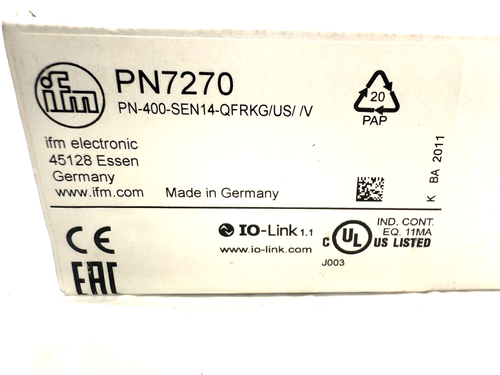 ifm
PN7270
PN-400-SEN14-QFRKG/US/ /V
20
PAP
ifm electronic
45128 Essen
Germany
www.ifm.com
Made in Germany
K BA 2011
IO-Link 1.1
www.io-link.com
CE
EAC
C UL US LISTED
IND. CONT.
EQ. 11MA
J003